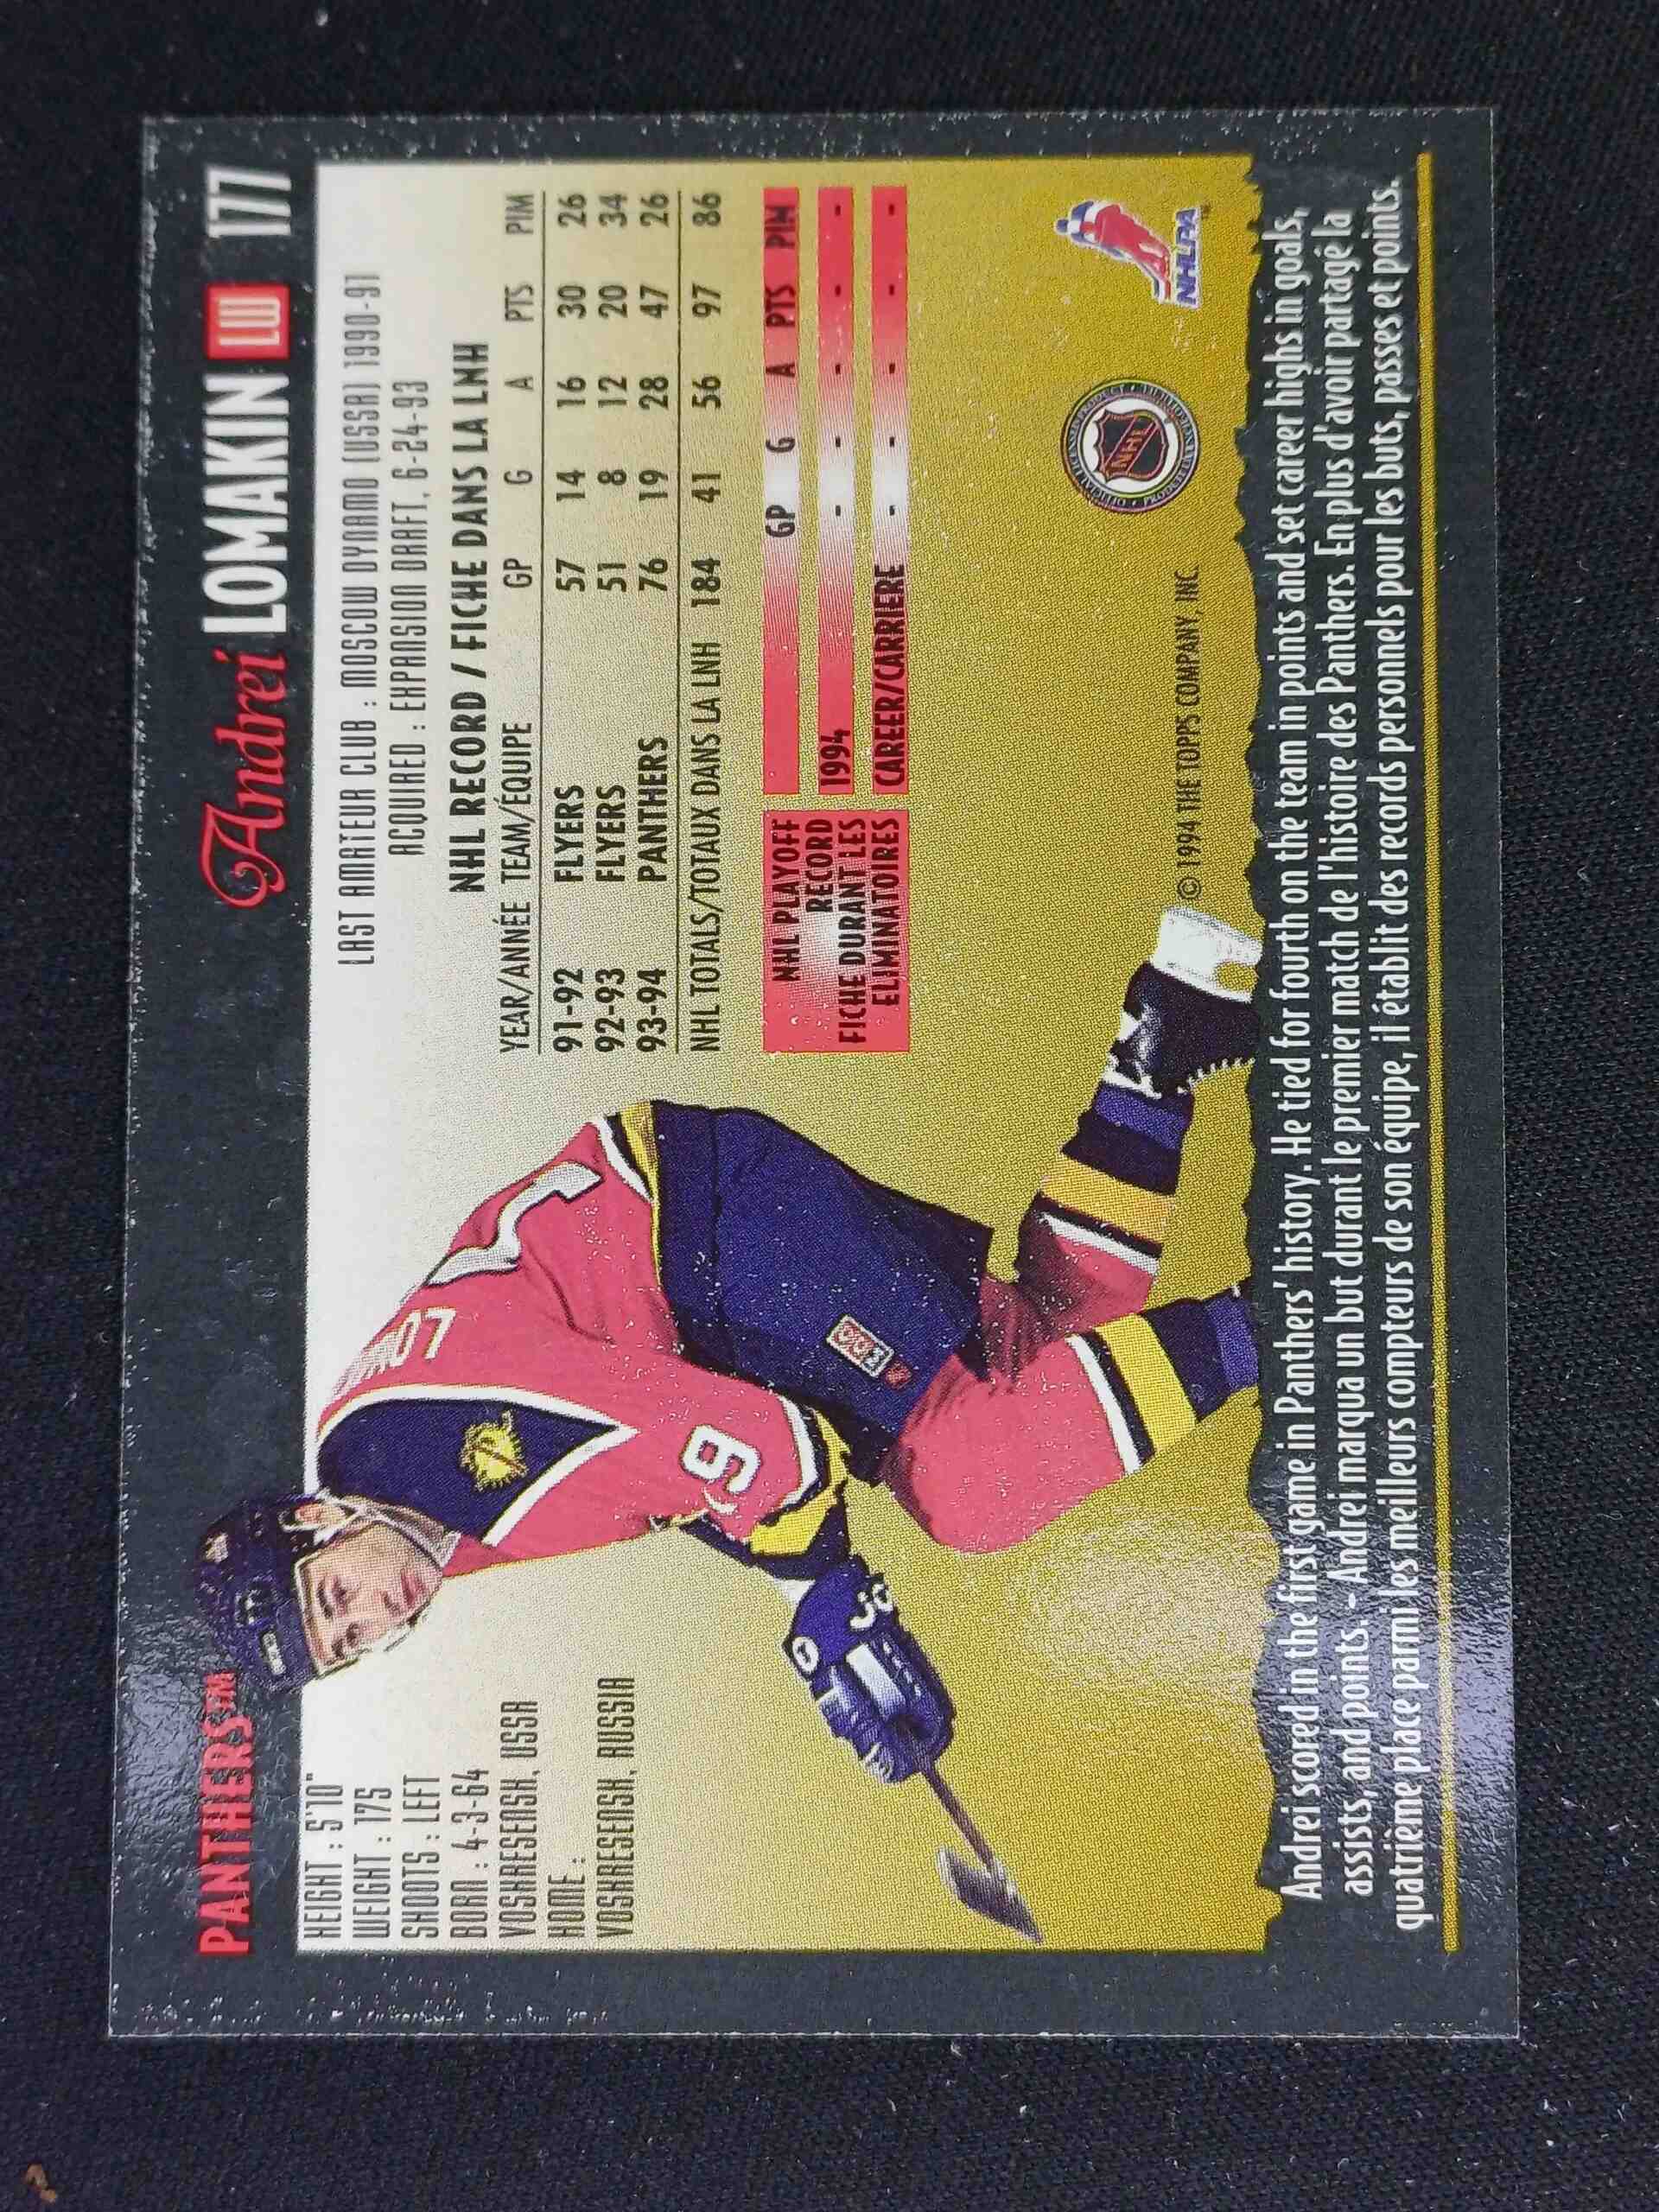 PANTHERS™
Andrei LOMAKIN LW 177
HEIGHT : 5'10"
WEIGHT : 175
SHOOTS : LEFT
BORN : 4-3-64
VOSKRESENSK, USSR
HOME :
VOSKRESENSK, RUSSIA
LAST AMATEUR CLUB : MOSCOW DYNAMO (USSR) 1990-91
ACQUIRED : EXPANSION DRAFT, 6-24-93
NHL RECORD / FICHE DANS LA LNH
YEAR/ANNÉE TEAM/ÉQUIPE GP G A PTS PIM
91-92 FLYERS 57 14 16 30 26
92-93 FLYERS 51 8 12 20 34
93-94 PANTHERS 76 19 28 47 26
NHL TOTALS/TOTAUX DANS LA LNH 184 41 56 97 86
NHL PLAYOFF
RECORD
FICHE DURANT LES
ELIMINATOIRES
GP G A PTS PIM
1994 - - - - -
CAREER/CARRIERE - - - - -
9
CCM
NHL
NHLPA
© 1994 THE TOPPS COMPANY, INC.
Andrei scored in the first game in Panthers' history. He tied for fourth on the team in points and set career highs in goals,
assists, and points. - Andrei marqua un but durant le premier match de l'histoire des Panthers. En plus d'avoir partagé la
quatrième place parmi les meilleurs compteurs de son équipe, il établit des records personnels pour les buts, passes et points.